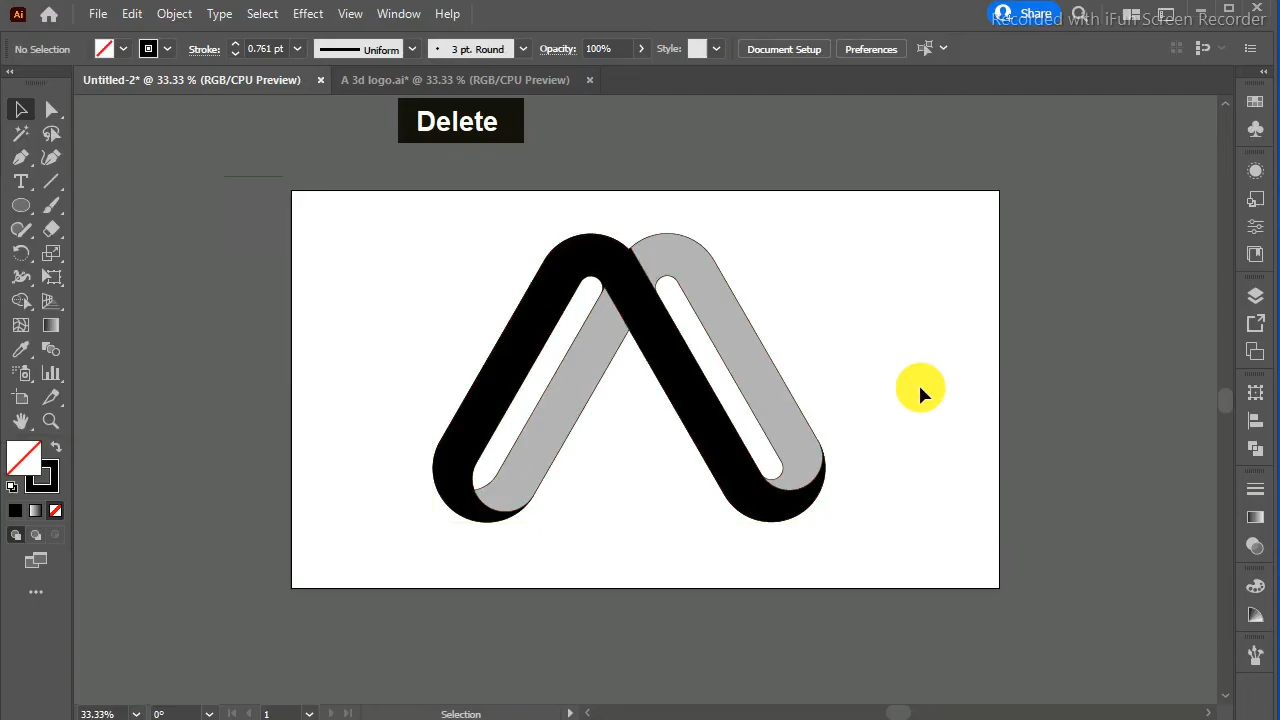 Ai File Edit Object Type Select Effect View Window Help Share
Recorded with iFun Screen Recorder
No Selection Stroke: 0.761 pt Uniform 3 pt. Round Opacity: 100% Style: Document Setup Preferences
Untitled-2* @ 33.33 % (RGB/CPU Preview) × A 3d logo.ai* @ 33.33 % (RGB/CPU Preview) ×
Delete
33.33% 0° 1 Selection